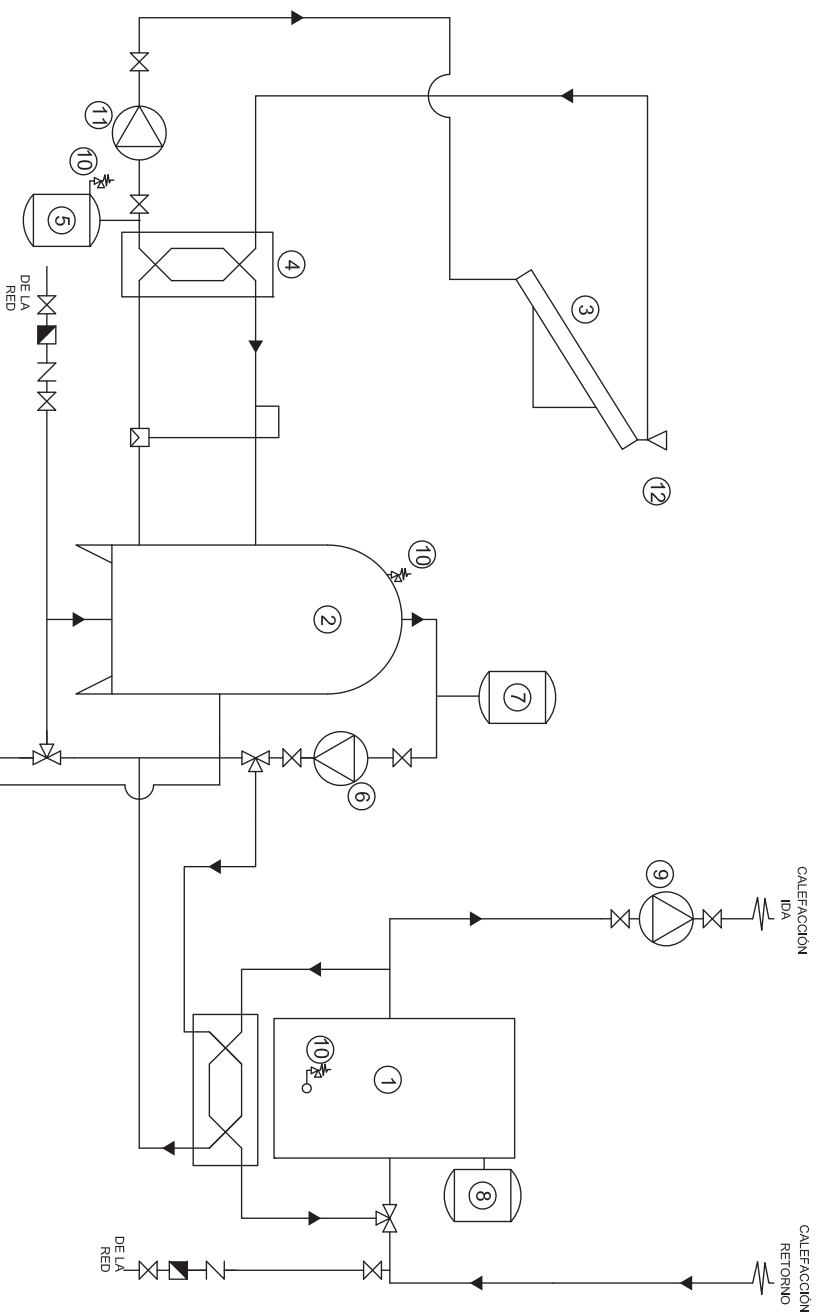 11
10
5
DE LA
RED
4
3
12
10
2
7
6
9
CALEFACCIÓN
IDA
10
1
8
DE LA
RED
CALEFACCIÓN
RETORNO